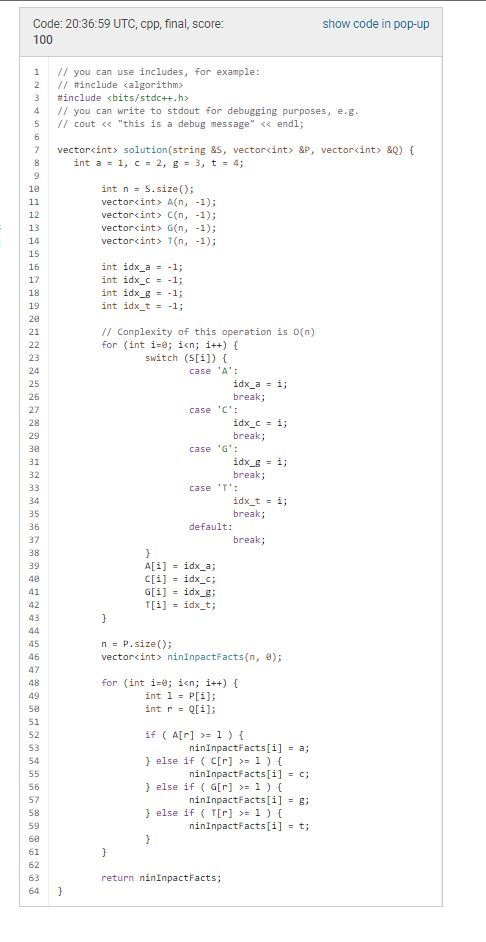 Code: 20:36:59 UTC, cpp, final, score:
100
show code in pop-up
1 // you can use includes, for example:
2 // #include <algorithm>
3 #include <bits/stdc++.h>
4 // you can write to stdout for debugging purposes, e.g.
5 // cout << "this is a debug message" << endl;
6
7 vector<int> solution(string &S, vector<int> &P, vector<int> &Q) {
8 int a = 1, c = 2, g = 3, t = 4;
9
10 int n = S.size();
11 vector<int> A(n, -1);
12 vector<int> C(n, -1);
13 vector<int> G(n, -1);
14 vector<int> T(n, -1);
15
16 int idx_a = -1;
17 int idx_c = -1;
18 int idx_g = -1;
19 int idx_t = -1;
20
21 // Conplexity of this operation is O(n)
22 for (int i=0; i<n; i++) {
23 switch (S[i]) {
24 case 'A':
25 idx_a = i;
26 break;
27 case 'C':
28 idx_c = i;
29 break;
30 case 'G':
31 idx_g = i;
32 break;
33 case 'T':
34 idx_t = i;
35 break;
36 default:
37 break;
38 }
39 A[i] = idx_a;
40 C[i] = idx_c;
41 G[i] = idx_g;
42 T[i] = idx_t;
43 }
44
45 n = P.size();
46 vector<int> ninInpactFacts(n, 0);
47
48 for (int i=0; i<n; i++) {
49 int l = P[i];
50 int r = Q[i];
51
52 if ( A[r] >= l ) {
53 ninInpactFacts[i] = a;
54 } else if ( C[r] >= l ) {
55 ninInpactFacts[i] = c;
56 } else if ( G[r] >= l ) {
57 ninInpactFacts[i] = g;
58 } else if ( T[r] >= l ) {
59 ninInpactFacts[i] = t;
60 }
61 }
62
63 return ninInpactFacts;
64 }